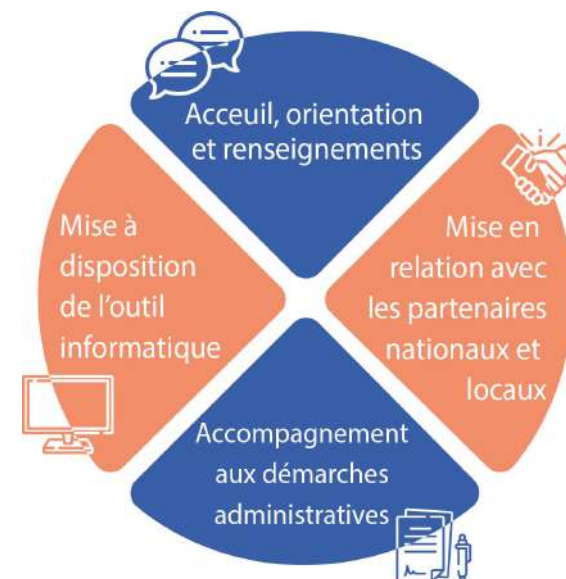 Acceuil, orientation
et renseignements
Mise à
disposition
de l'outil
informatique
Mise en
relation avec
les partenaires
nationaux et
locaux
Accompagnement
aux démarches
administratives